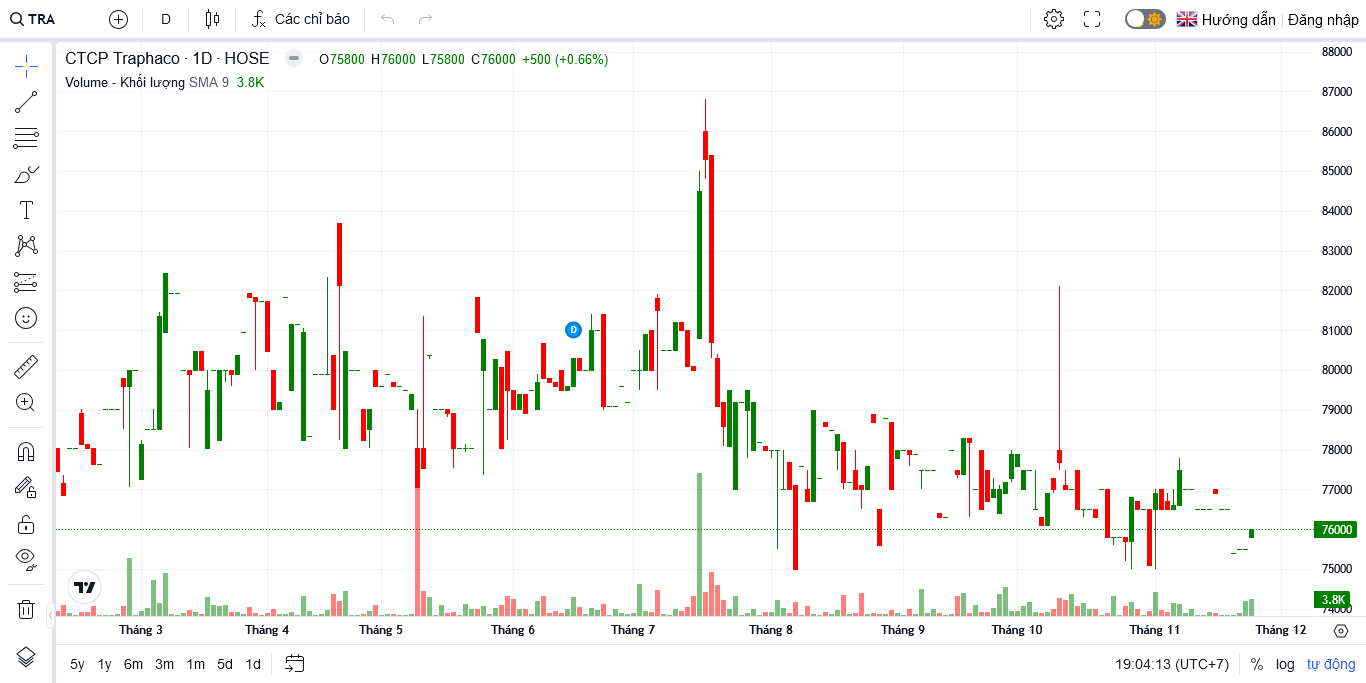 TRA D Các chỉ báo Hướng dẫn Đăng nhập
CTCP Traphaco · 1D · HOSE O75800 H76000 L75800 C76000 +500 (+0.66%)
Volume - Khối lượng SMA 9 3.8K
88000
87000
86000
85000
84000
83000
82000
81000
80000
79000
78000
77000
76000
75000
3.8K
74000
D
Tháng 3 Tháng 4 Tháng 5 Tháng 6 Tháng 7 Tháng 8 Tháng 9 Tháng 10 Tháng 11 Tháng 12
5y 1y 6m 3m 1m 5d 1d 19:04:13 (UTC+7) % log tự động